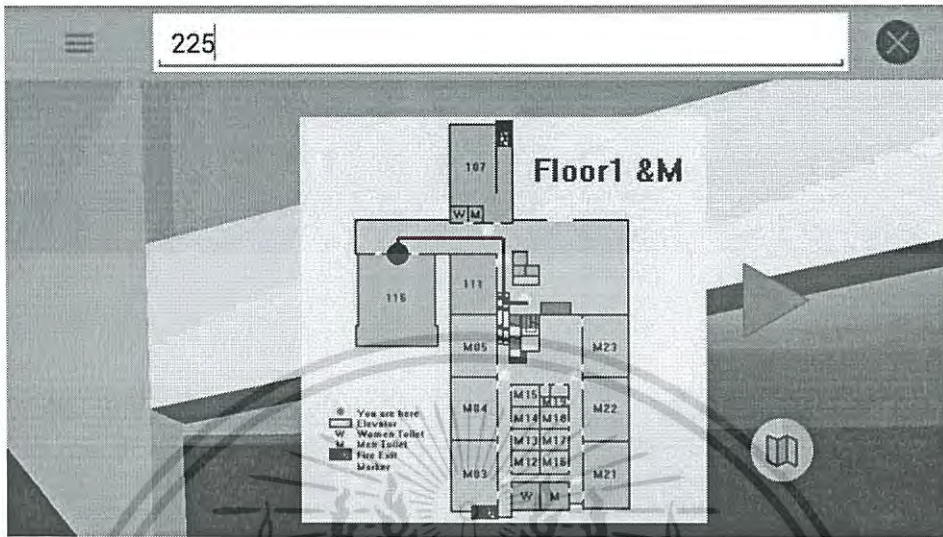 225
Floor1 &M
107
W M
116
111
M05
M23
M15
M04
M14 M18
M22
M13 M17
M12 M16
M03
M21
W M
You are here
Elevator
W Women Toilet
M Men Toilet
Fire Exit
Marker